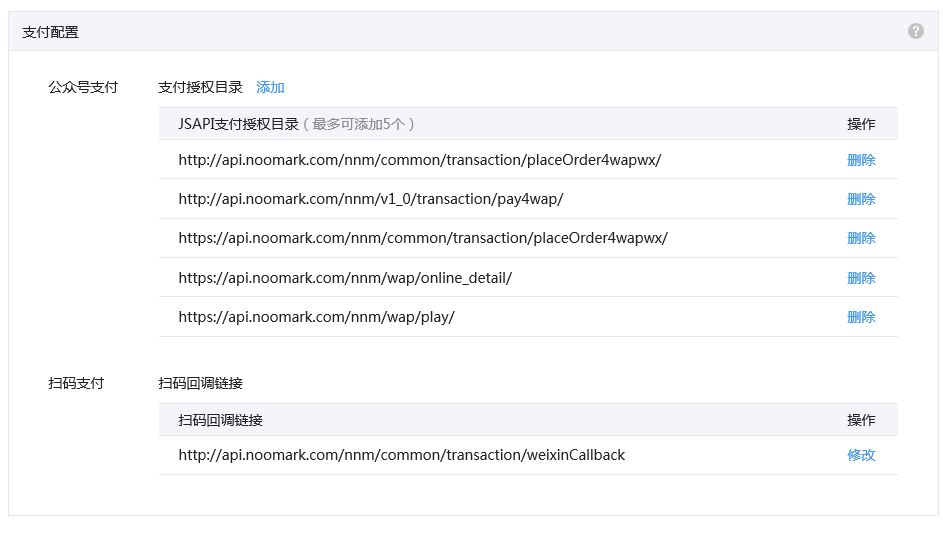 支付配置
?
公众号支付 支付授权目录 添加
JSAPI支付授权目录（最多可添加5个） 操作
http://api.noomark.com/nnm/common/transaction/placeOrder4wapwx/ 删除
http://api.noomark.com/nnm/v1_0/transaction/pay4wap/ 删除
https://api.noomark.com/nnm/common/transaction/placeOrder4wapwx/ 删除
https://api.noomark.com/nnm/wap/online_detail/ 删除
https://api.noomark.com/nnm/wap/play/ 删除
扫码支付 扫码回调链接
扫码回调链接 操作
http://api.noomark.com/nnm/common/transaction/weixinCallback 修改